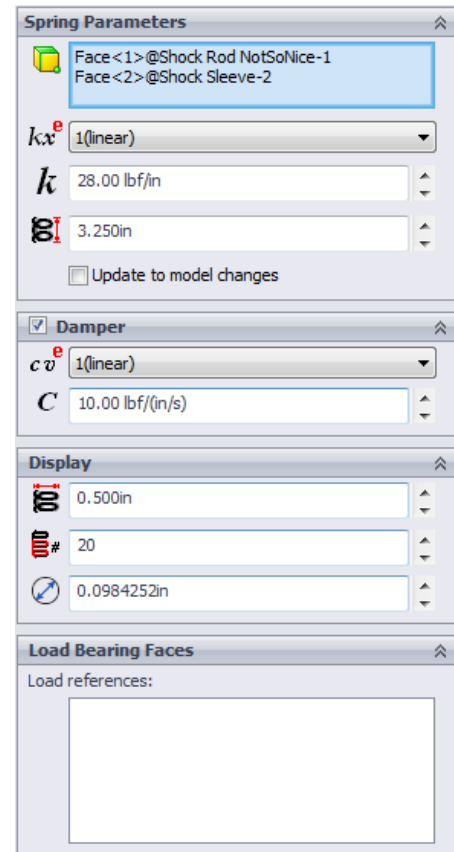 Spring Parameters
Face<1>@Shock Rod NotSoNice-1
Face<2>@Shock Sleeve-2
kx^e 1(linear)
k 28.00 lbf/in
3.250in
Update to model changes
Damper
cv^e 1(linear)
C 10.00 lbf/(in/s)
Display
0.500in
# 20
0.0984252in
Load Bearing Faces
Load references: